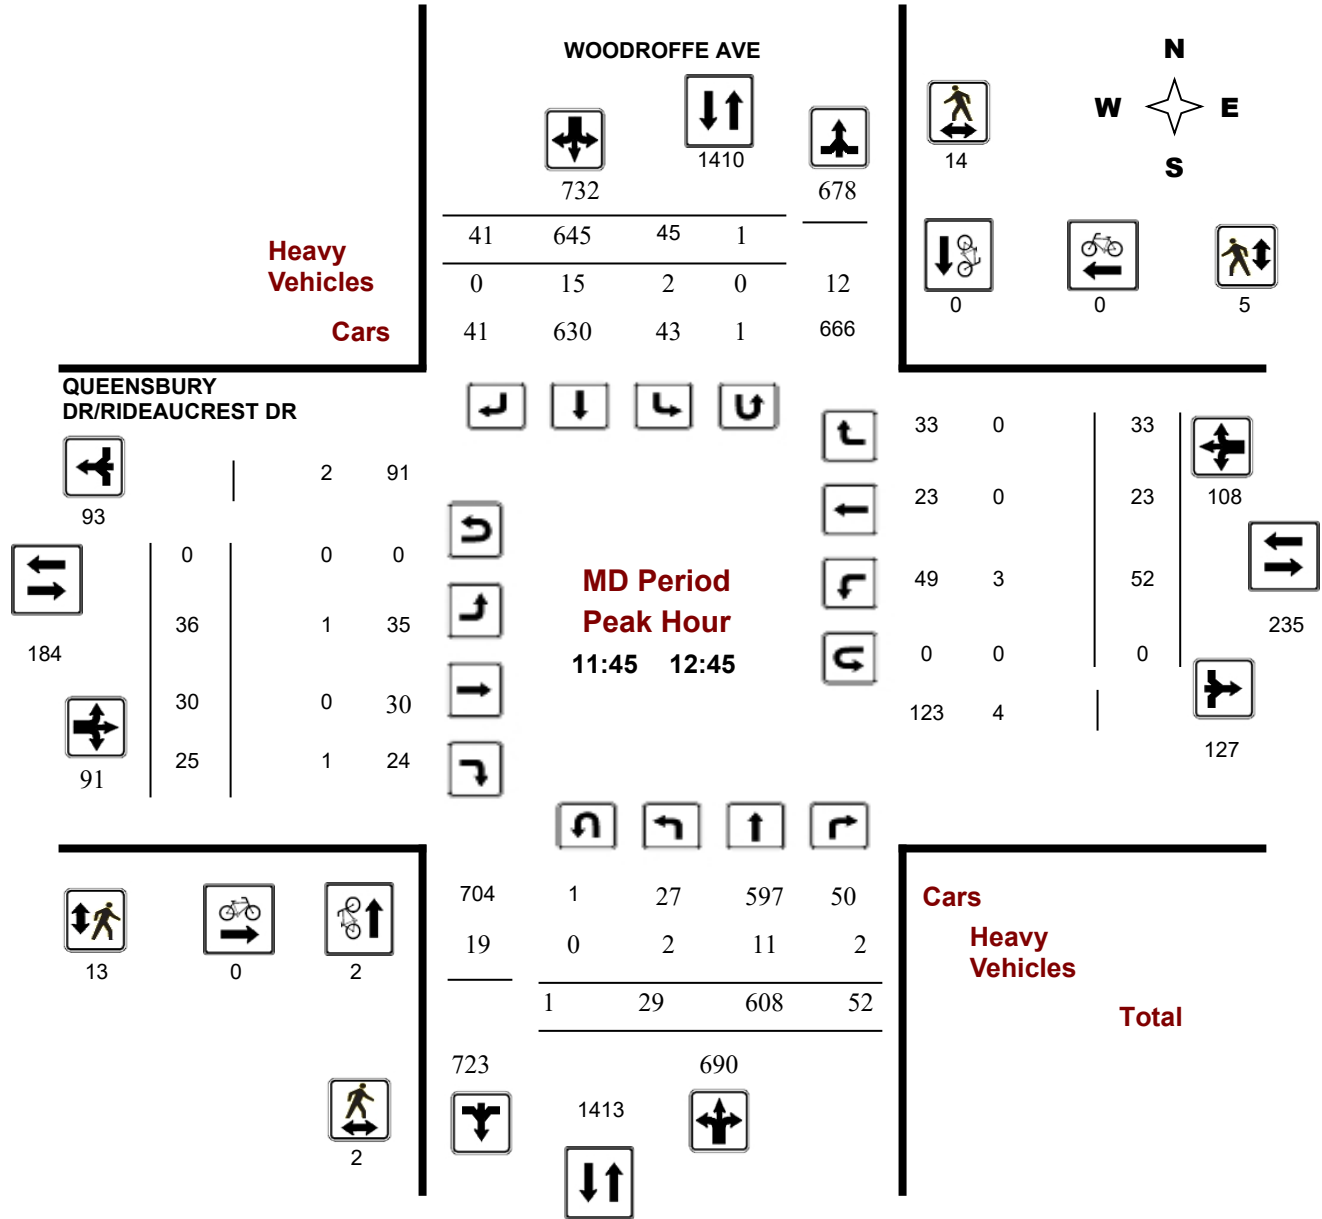 WOODROFFE AVE
N
W E
S
1410
14
732
678
41 645 45 1
Heavy
Vehicles
0 15 2 0 12
0 0 5
Cars
41 630 43 1 666
QUEENSBURY
DR/RIDEAUCREST DR
33 0 33
2 91
23 0 23 108
93
0 0 0
MD Period
49 3 52
36 1 35
Peak Hour
235
184
11:45 12:45
0 0 0
30 0 30
123 4
127
91
25 1 24
704 1 27 597 50
Cars
19 0 2 11 2
Heavy
Vehicles
13 0 2
1 29 608 52
Total
723 690
1413
2